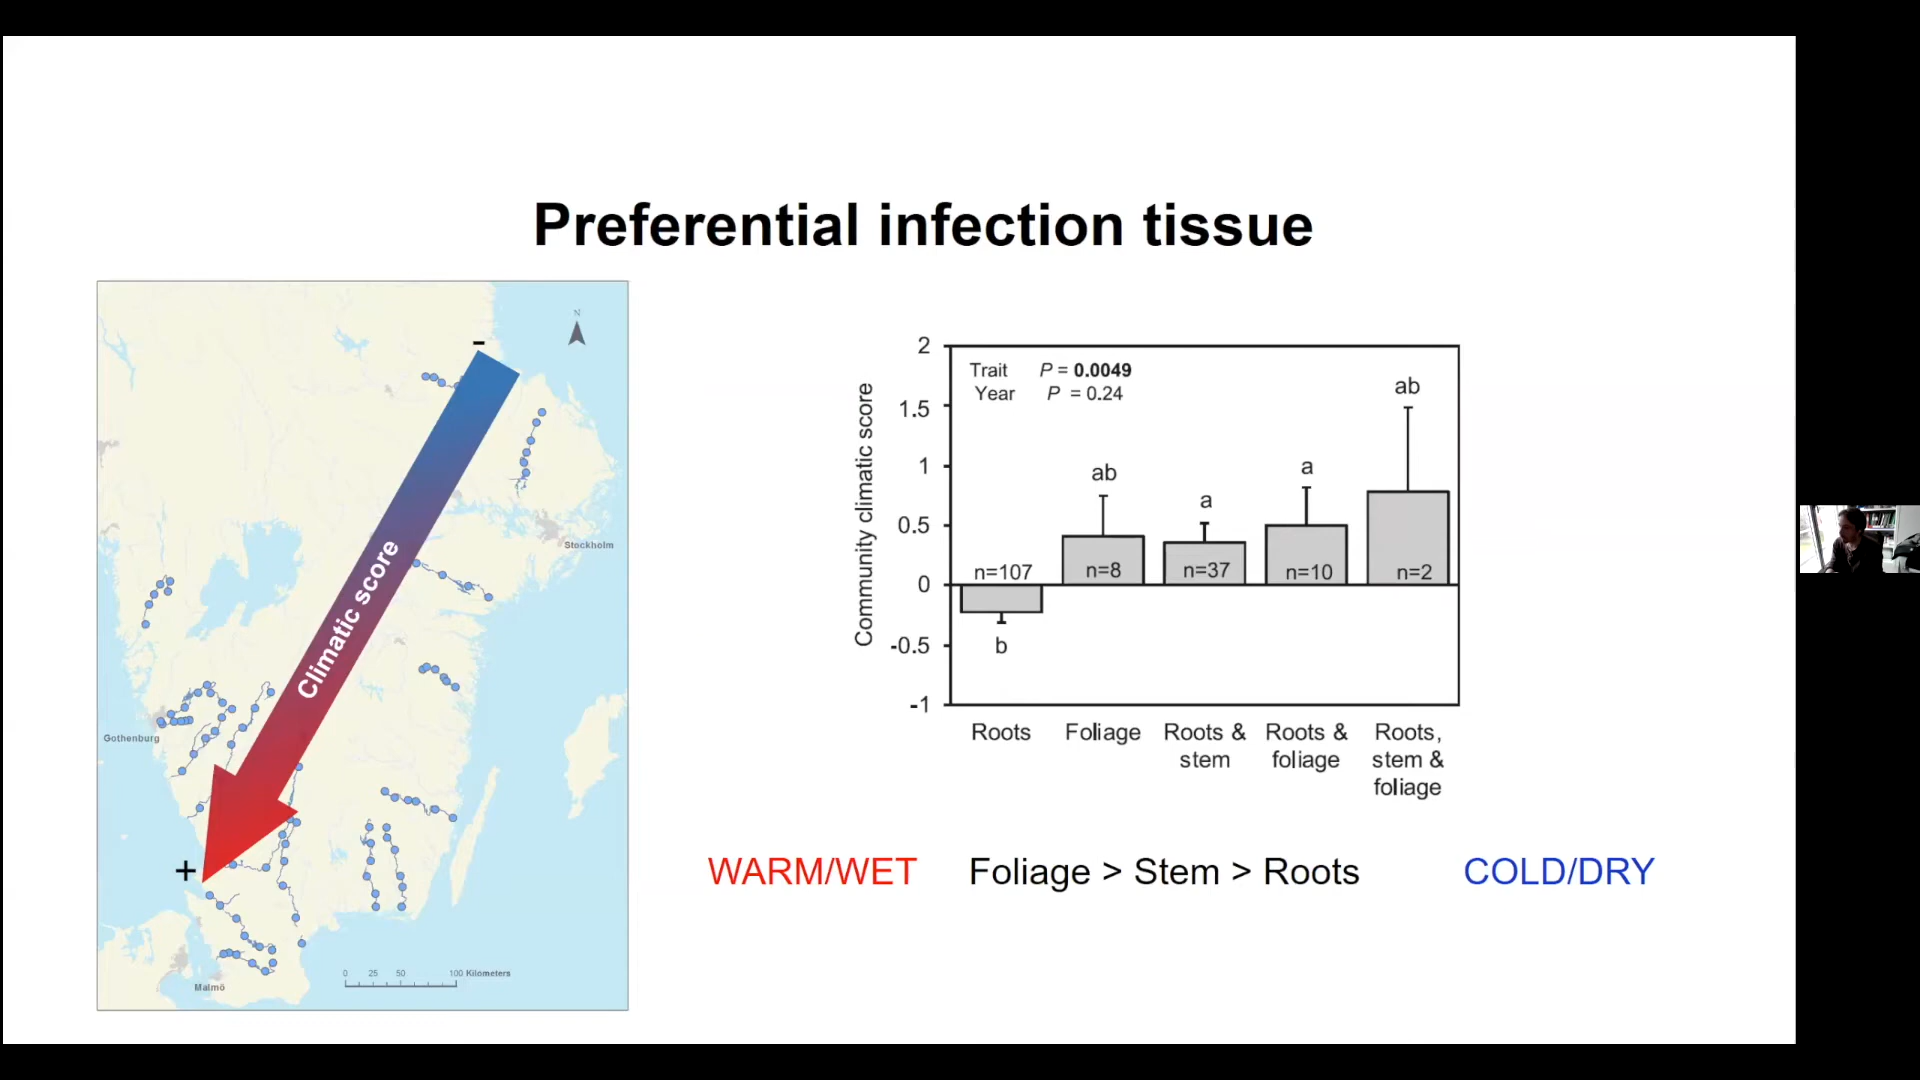 Preferential infection tissue
N
-
Climatic score
+
Stockholm
Gothenburg
Malmö
0 25 50 100 Kilometers
Community climatic score
2
1.5
1
0.5
0
-0.5
-1
Trait P = 0.0049
Year P = 0.24
ab
a
a
ab
b
n=107 n=8 n=37 n=10 n=2
Roots Foliage Roots & Roots & Roots,
stem foliage stem &
foliage
WARM/WET Foliage > Stem > Roots COLD/DRY